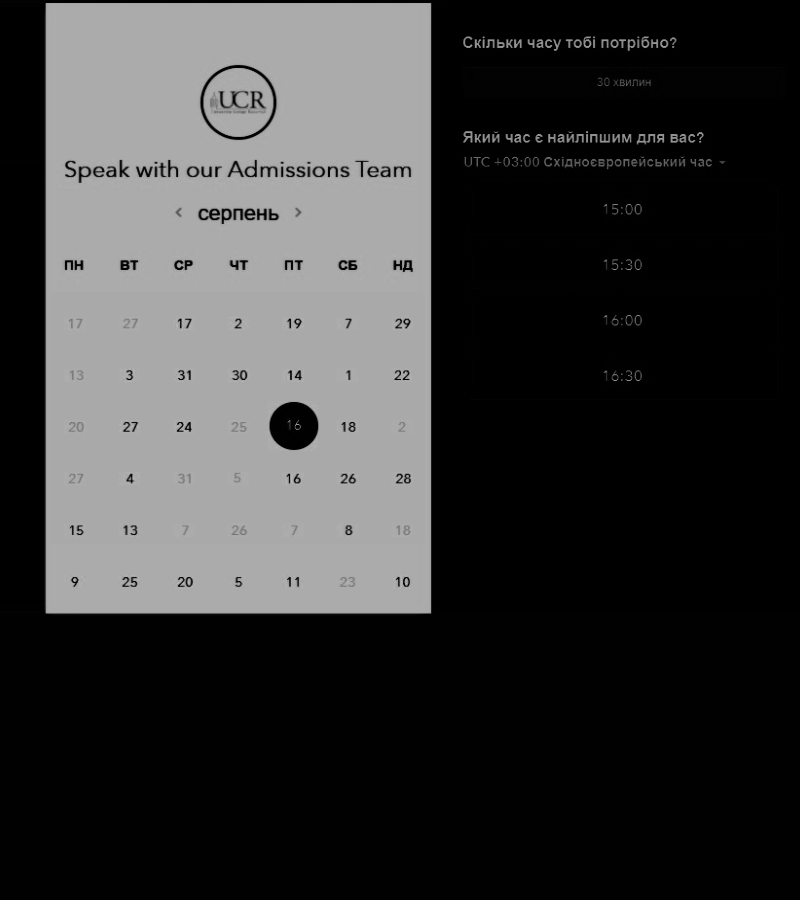 UCR
Speak with our Admissions Team
серпень
ПН ВТ СР ЧТ ПТ СБ НД
17 27 17 2 19 7 29
13 3 31 30 14 1 22
20 27 24 25 16 18 2
27 4 31 5 16 26 28
15 13 7 26 7 8 18
9 25 20 5 11 23 10
Скільки часу тобі потрібно?
30 хвилин
Який час є найліпшим для вас?
UTC +03:00 Східноєвропейський час
15:00
15:30
16:00
16:30